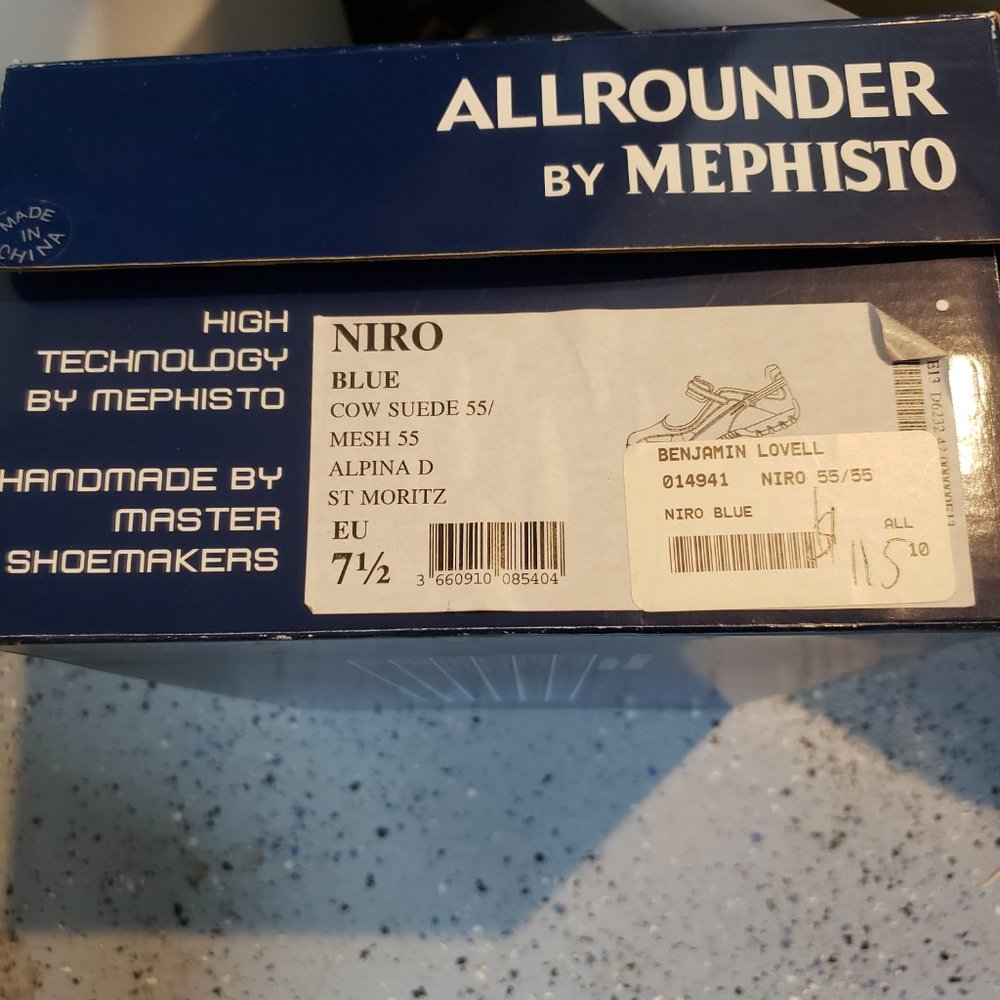 ALLROUNDER
BY MEPHISTO
MADE
IN
CHINA
HIGH
TECHNOLOGY
BY MEPHISTO
HANDMADE BY
MASTER
SHOEMAKERS
NIRO
BLUE
COW SUEDE 55/
MESH 55
ALPINA D
ST MORITZ
EU
7½
3 660910 085404
BENJAMIN LOVELL
014941 NIRO 55/55
NIRO BLUE
ALL
10
11.5